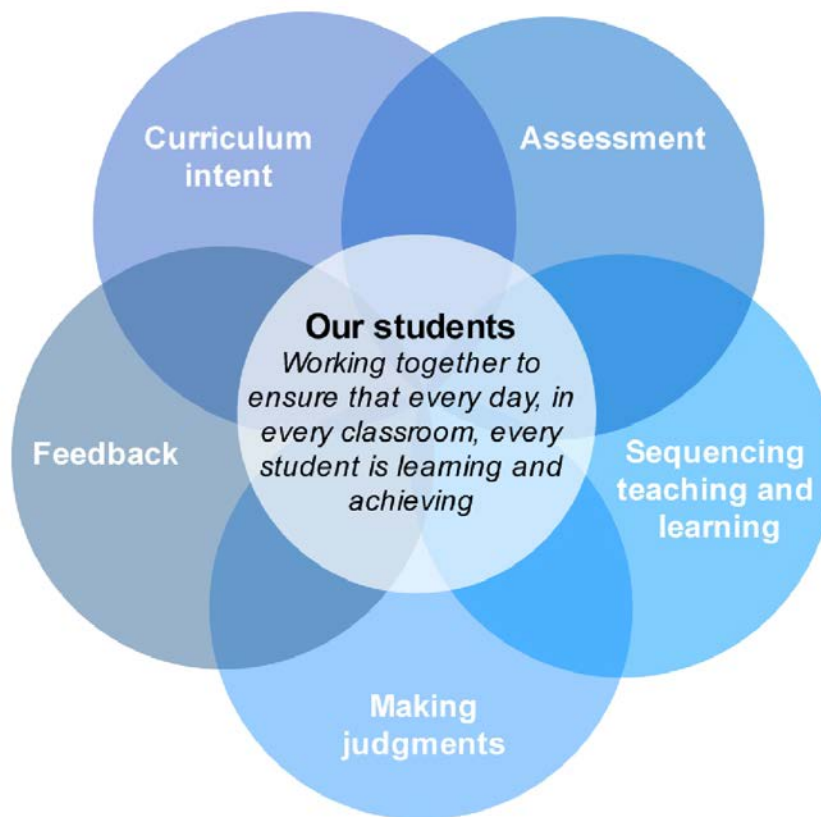 Curriculum
intent
Assessment
Our students
Working together to
ensure that every day, in
every classroom, every
student is learning and
achieving
Feedback
Sequencing
teaching and
learning
Making
judgments